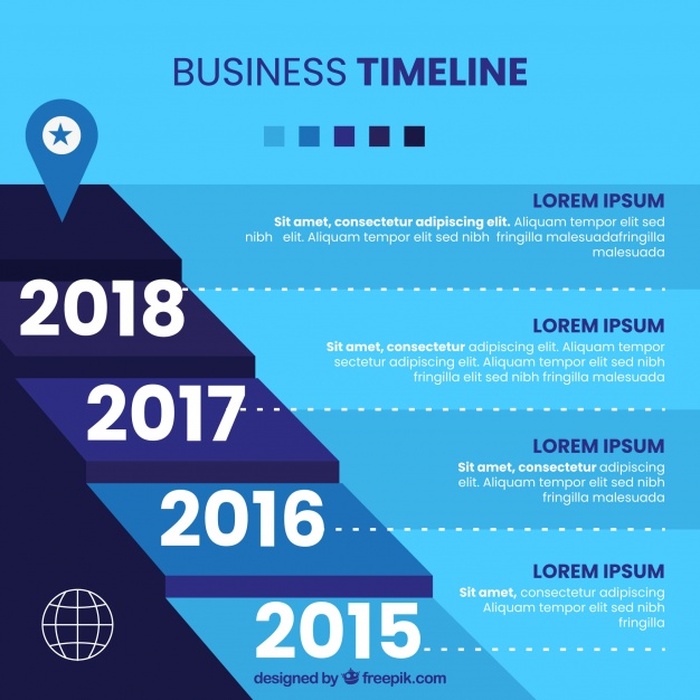 BUSINESS TIMELINE
LOREM IPSUM
Sit amet, consectetur adipiscing elit. Aliquam tempor elit sed
nibh elit. Aliquam tempor elit sed nibh fringilla malesuadafringilla
malesuada
2018
LOREM IPSUM
Sit amet, consectetur adipiscing elit. Aliquam tempor
sectetur adipiscing elit. Aliquam tempor elit sed nibh
fringilla elit sed nibh fringilla malesuada
2017
LOREM IPSUM
Sit amet, consectetur adipiscing
elit. Aliquam tempor elit sed nibh
fringilla malesuada
2016
LOREM IPSUM
Sit amet, consectetur adipiscing
Aliquam tempor elit sed nibh
fringilla
2015
designed by freepik.com